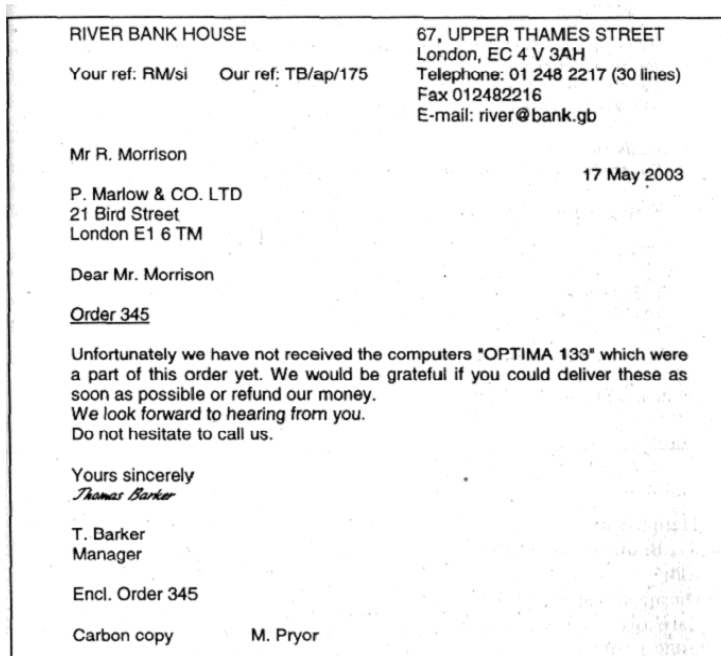 RIVER BANK HOUSE
67, UPPER THAMES STREET
London, EC 4 V 3AH
Your ref: RM/si Our ref: TB/ap/175
Telephone: 01 248 2217 (30 lines)
Fax 012482216
E-mail: river@bank.gb
Mr R. Morrison
17 May 2003
P. Marlow & CO. LTD
21 Bird Street
London E1 6 TM
Dear Mr. Morrison
Order 345
Unfortunately we have not received the computers "OPTIMA 133" which were
a part of this order yet. We would be grateful if you could deliver these as
soon as possible or refund our money.
We look forward to hearing from you.
Do not hesitate to call us.
Yours sincerely
Thomas Barker
T. Barker
Manager
Encl. Order 345
Carbon copy M. Pryor